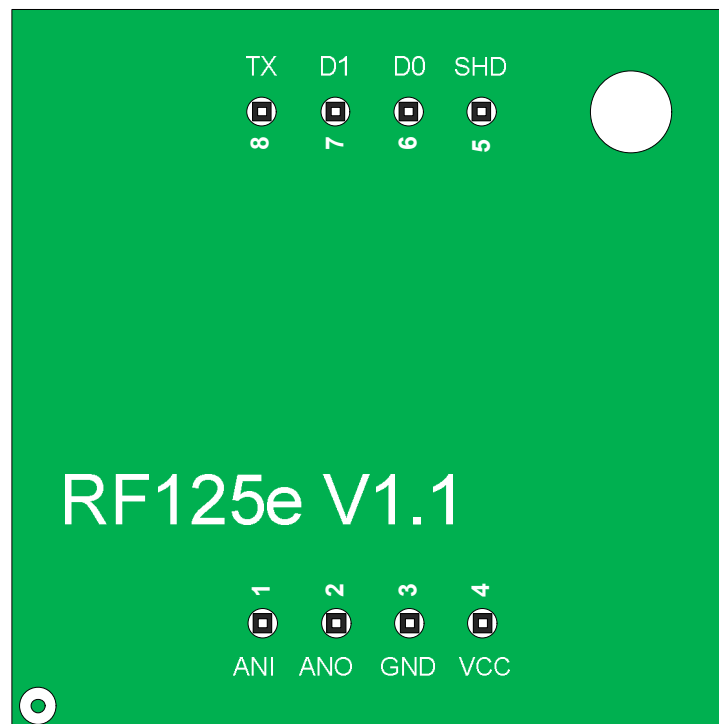 TX D1 D0 SHD
8 7 6 5
RF125e V1.1
1 2 3 4
ANI ANO GND VCC